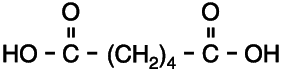 O O
HO - C - (CH₂)₄ - C - OH